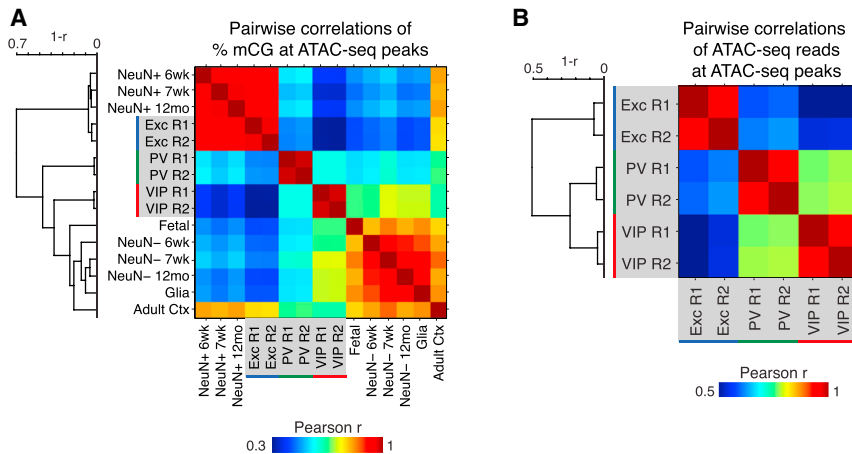 A
Pairwise correlations of
% mCG at ATAC-seq peaks
1-r
0.7
0
NeuN+ 6wk
NeuN+ 7wk
NeuN+ 12mo
Exc R1
Exc R2
PV R1
PV R2
VIP R1
VIP R2
Fetal
NeuN− 6wk
NeuN− 7wk
NeuN− 12mo
Glia
Adult Ctx
NeuN+ 6wk
NeuN+ 7wk
NeuN+ 12mo
Exc R1
Exc R2
PV R1
PV R2
VIP R1
VIP R2
Fetal
NeuN− 6wk
NeuN− 7wk
NeuN− 12mo
Glia
Adult Ctx
Pearson r
0.3
1
B
Pairwise correlations
of ATAC-seq reads
at ATAC-seq peaks
1-r
0.5
0
Exc R1
Exc R2
PV R1
PV R2
VIP R1
VIP R2
Exc R1
Exc R2
PV R1
PV R2
VIP R1
VIP R2
Pearson r
0.5
1